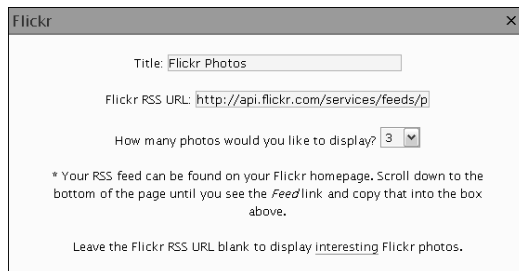 Flickr ×
Title: Flickr Photos
Flickr RSS URL: http://api.flickr.com/services/feeds/p
How many photos would you like to display? 3
* Your RSS feed can be found on your Flickr homepage. Scroll down to the
bottom of the page until you see the Feed link and copy that into the box
above.
Leave the Flickr RSS URL blank to display interesting Flickr photos.